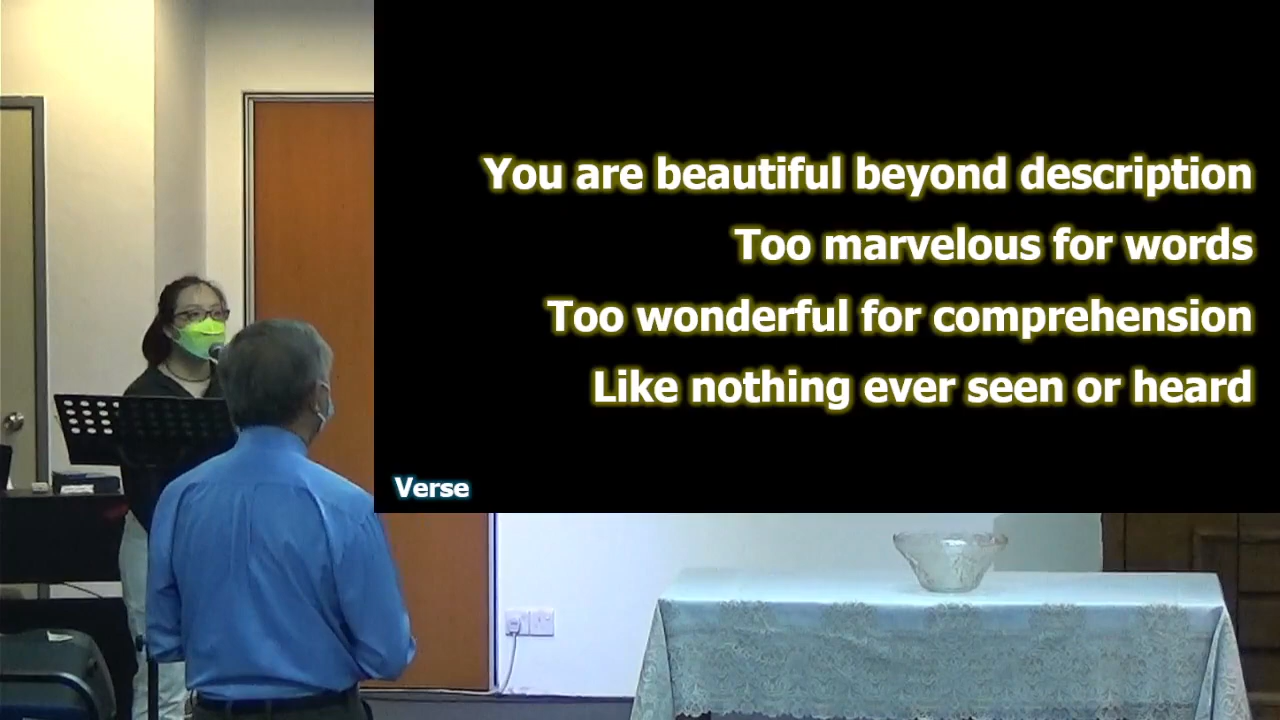 You are beautiful beyond description
Too marvelous for words
Too wonderful for comprehension
Like nothing ever seen or heard
Verse